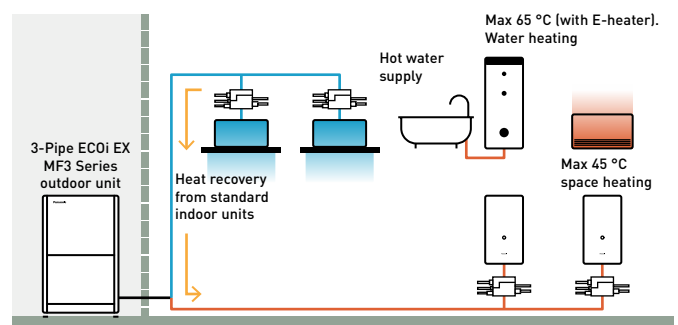 Max 65 °C (with E-heater).
Water heating
Hot water
supply
3-Pipe ECOi EX
MF3 Series
outdoor unit
Heat recovery
from standard
indoor units
Max 45 °C
space heating